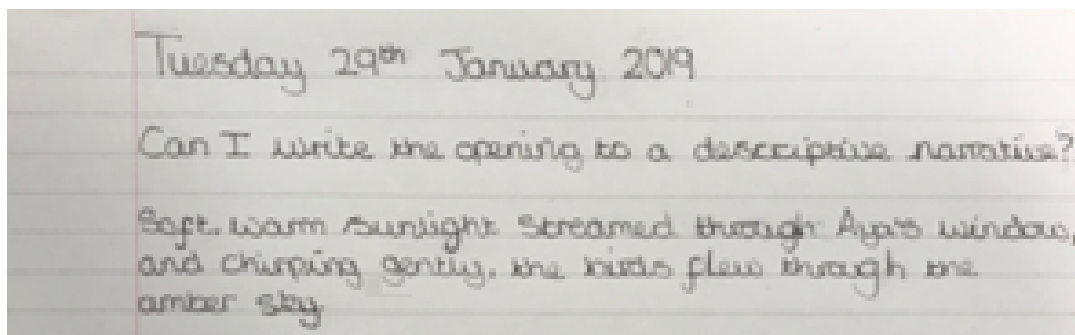 Tuesday 29th January 2019
Can I write the opening to a descriptive narrative?
Soft, warm sunlight streamed through Aya's window,
and chirping gently, the birds flew through the
amber sky